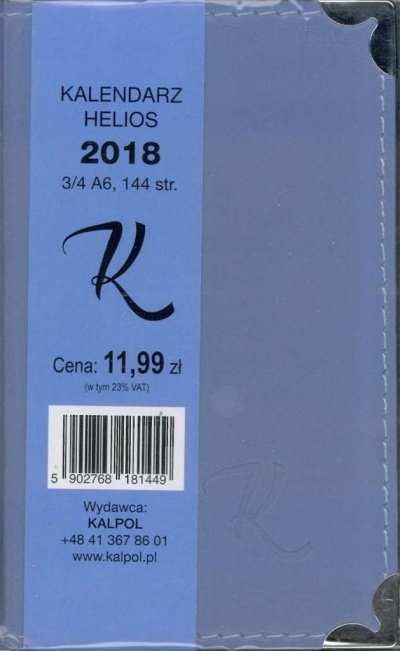 KALENDARZ
HELIOS
2018
3/4 A6, 144 str.
K
Cena: 11,99 zł
(w tym 23% VAT)
5 902768 181449
Wydawca:
KALPOL
+48 41 367 86 01
www.kalpol.pl
K